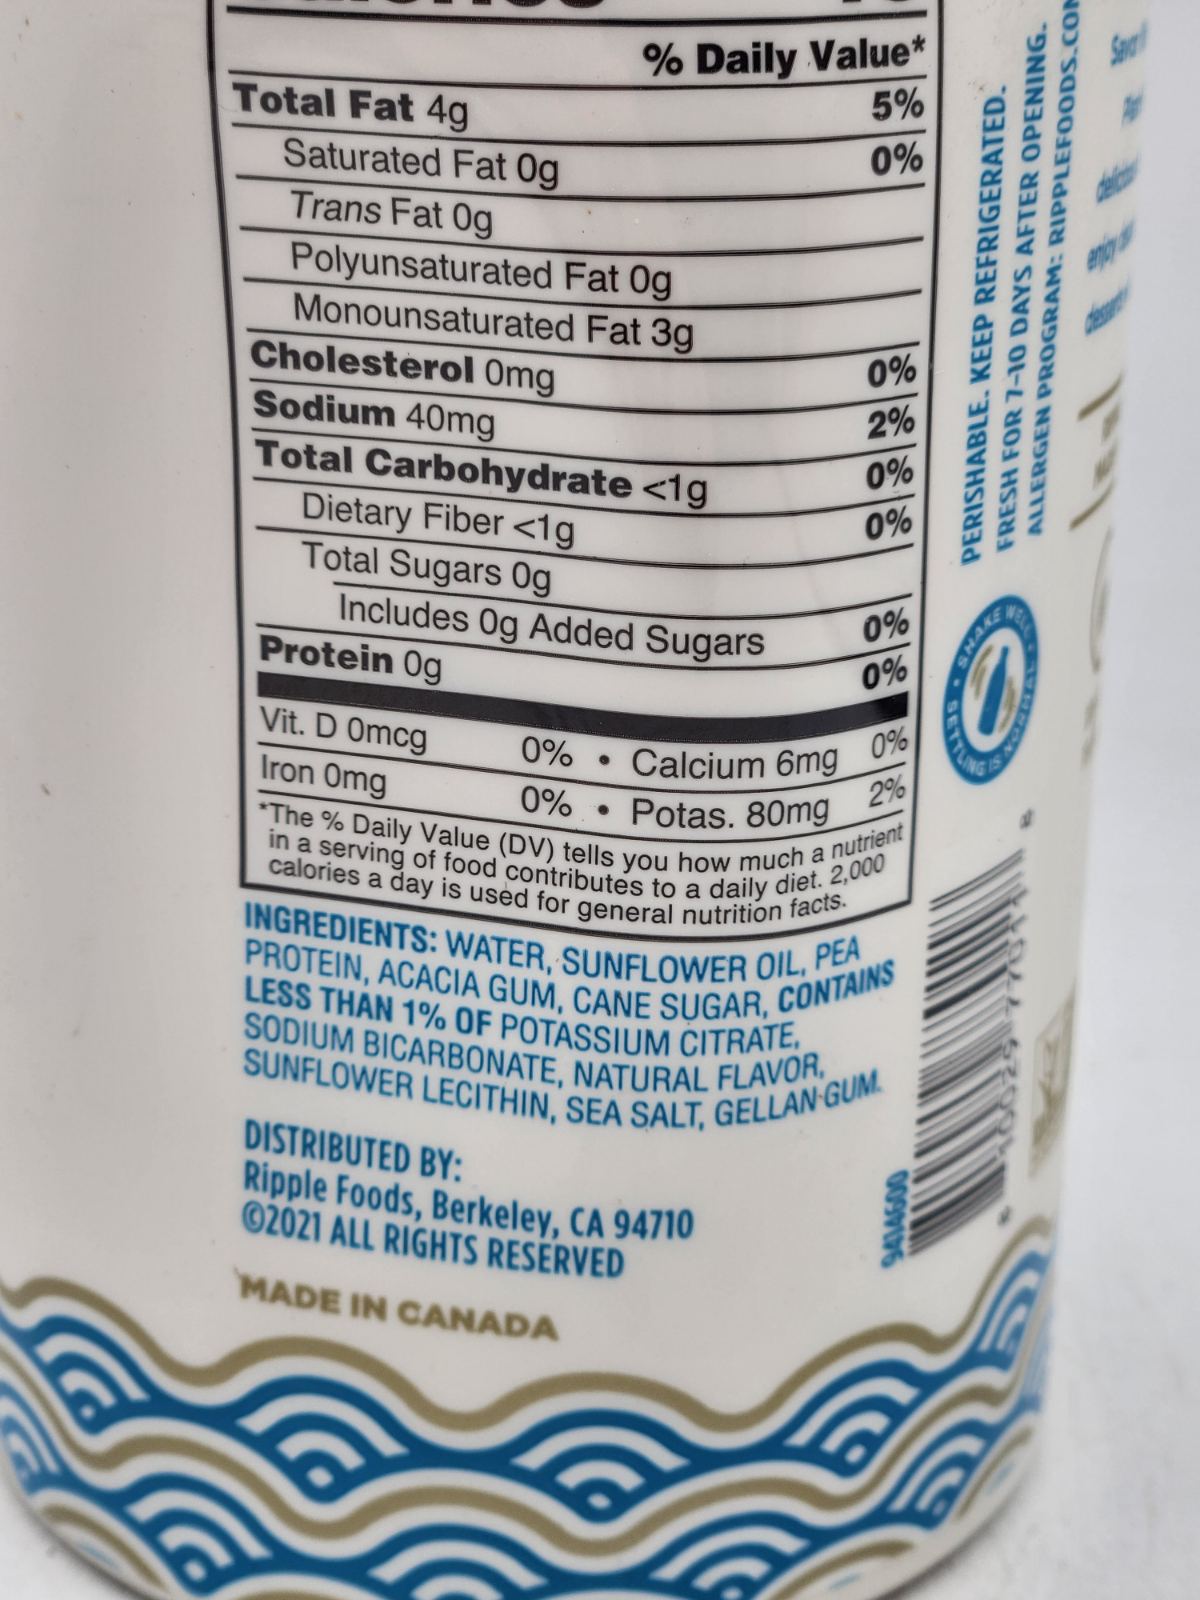 % Daily Value*
Total Fat 4g 5%
Saturated Fat 0g 0%
Trans Fat 0g
Polyunsaturated Fat 0g
Monounsaturated Fat 3g
Cholesterol 0mg 0%
Sodium 40mg 2%
Total Carbohydrate <1g 0%
Dietary Fiber <1g 0%
Total Sugars 0g
Includes 0g Added Sugars 0%
Protein 0g 0%
Vit. D 0mcg 0% • Calcium 6mg 0%
Iron 0mg 0% • Potas. 80mg 2%
*The % Daily Value (DV) tells you how much a nutrient
in a serving of food contributes to a daily diet. 2,000
calories a day is used for general nutrition facts.
INGREDIENTS: WATER, SUNFLOWER OIL, PEA
PROTEIN, ACACIA GUM, CANE SUGAR, CONTAINS
LESS THAN 1% OF POTASSIUM CITRATE,
SODIUM BICARBONATE, NATURAL FLAVOR,
SUNFLOWER LECITHIN, SEA SALT, GELLAN GUM.
DISTRIBUTED BY:
Ripple Foods, Berkeley, CA 94710
©2021 ALL RIGHTS RESERVED
MADE IN CANADA
PERISHABLE. KEEP REFRIGERATED.
FRESH FOR 7-10 DAYS AFTER OPENING.
ALLERGEN PROGRAM: RIPPLEFOODS.COM
• SHAKE WELL •
SETTLING IS NORMAL
9414600